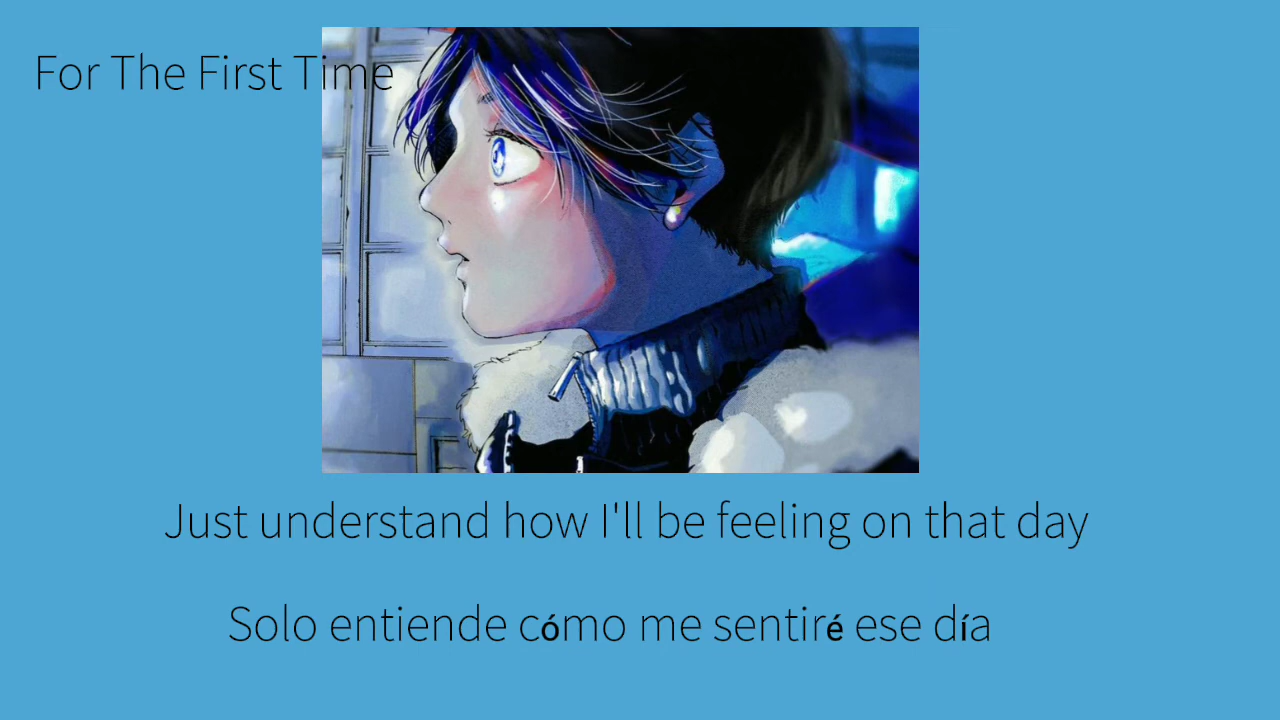 For The First Time
Just understand how I'll be feeling on that day
Solo entiende cómo me sentiré ese día